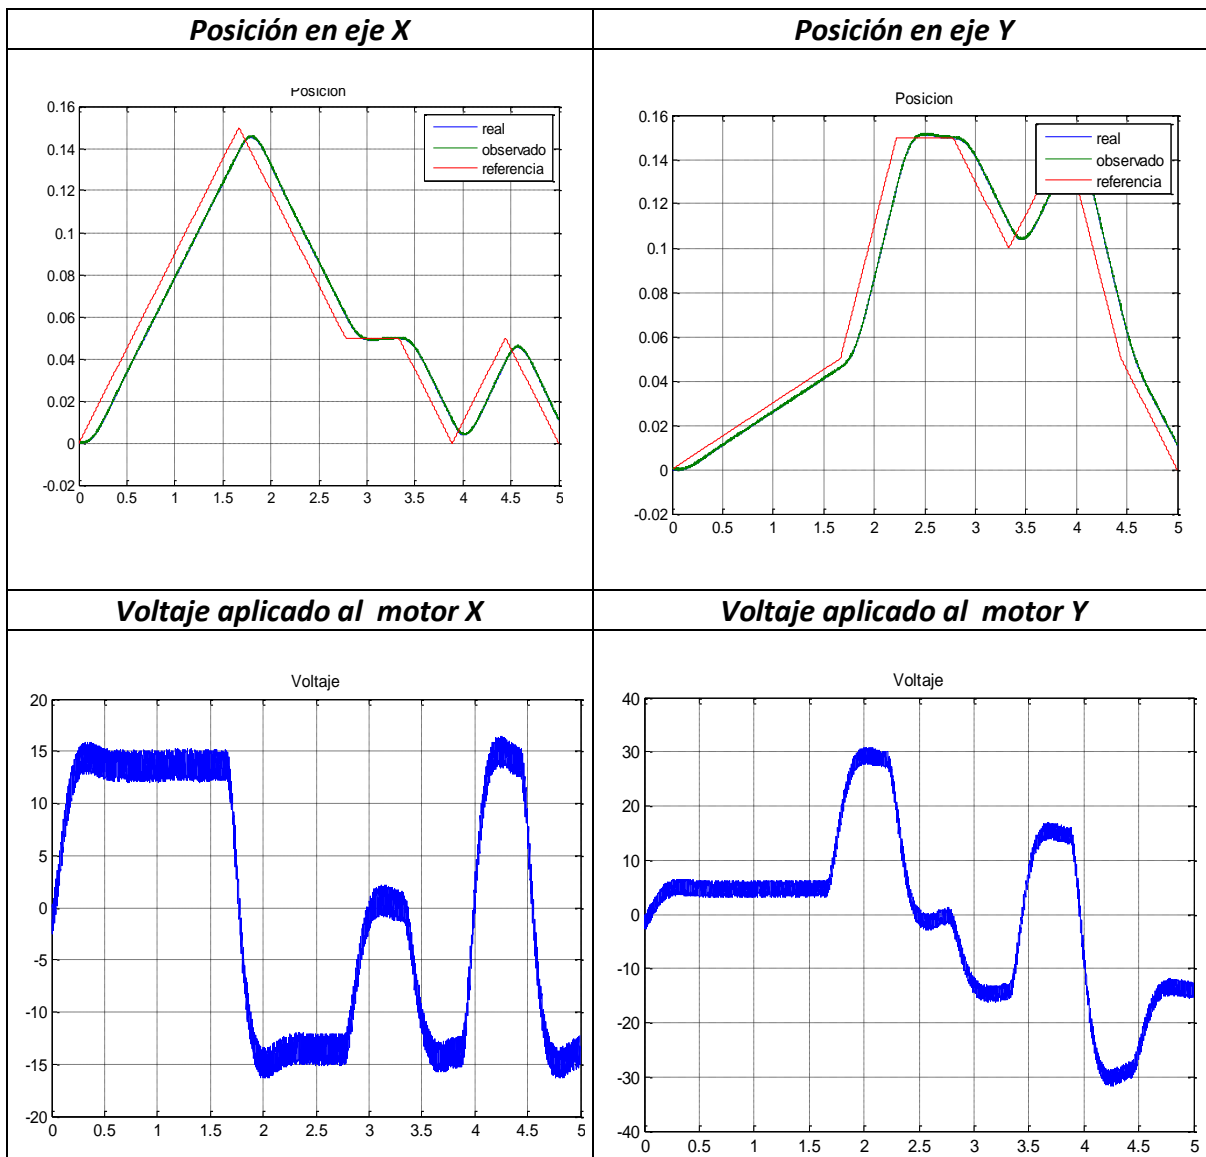 Posición en eje X
Posición en eje Y
Posicion
0.16
0.14
0.12
0.1
0.08
0.06
0.04
0.02
0
-0.02
0 0.5 1 1.5 2 2.5 3 3.5 4 4.5 5
real
observado
referencia
Posicion
0.16
0.14
0.12
0.1
0.08
0.06
0.04
0.02
0
-0.02
0 0.5 1 1.5 2 2.5 3 3.5 4 4.5 5
real
observado
referencia
Voltaje aplicado al motor X
Voltaje aplicado al motor Y
Voltaje
20
15
10
5
0
-5
-10
-15
-20
0 0.5 1 1.5 2 2.5 3 3.5 4 4.5 5
Voltaje
40
30
20
10
0
-10
-20
-30
-40
0 0.5 1 1.5 2 2.5 3 3.5 4 4.5 5